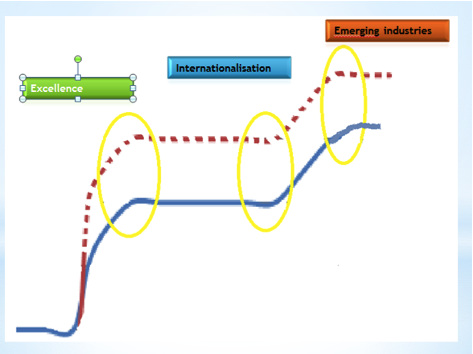 Emerging industries
Internationalisation
Excellence